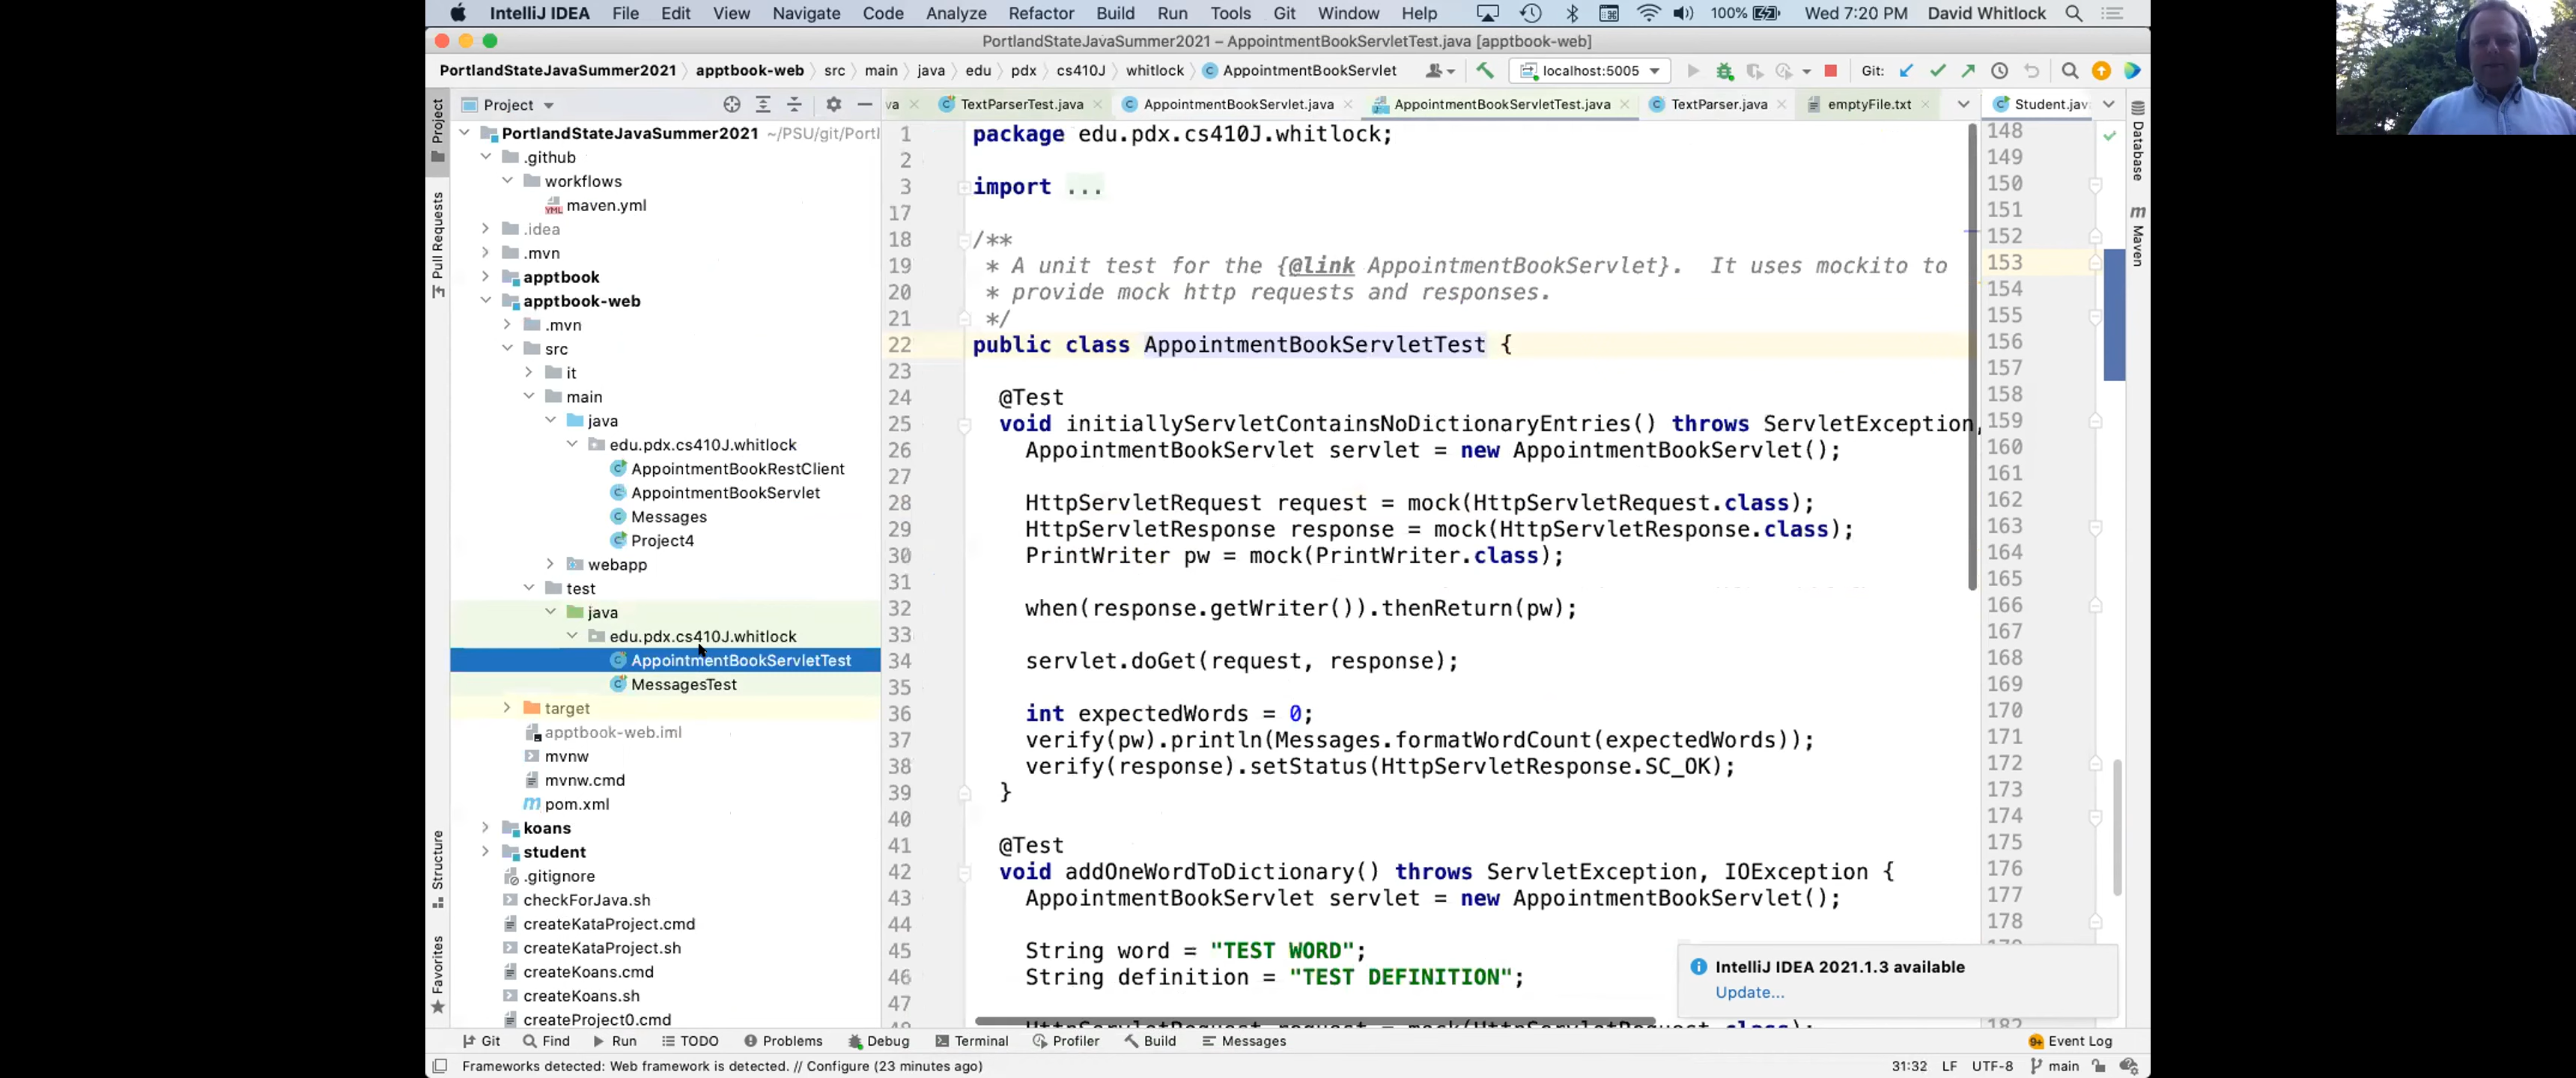 IntelliJ IDEA File Edit View Navigate Code Analyze Refactor Build Run Tools Git Window Help 100% Wed 7:20 PM David Whitlock
PortlandStateJavaSummer2021 – AppointmentBookServletTest.java [apptbook-web]
PortlandStateJavaSummer2021 apptbook-web src main java edu pdx cs410J whitlock AppointmentBookServlet localhost:5005 Git:
Project
va TextParserTest.java AppointmentBookServlet.java AppointmentBookServletTest.java TextParser.java emptyFile.txt Student.jav
Project
Pull Requests
Structure
Favorites
PortlandStateJavaSummer2021 ~/PSU/git/Portl
.github
workflows
maven.yml
.idea
.mvn
apptbook
apptbook-web
.mvn
src
it
main
java
edu.pdx.cs410J.whitlock
AppointmentBookRestClient
AppointmentBookServlet
Messages
Project4
webapp
test
java
edu.pdx.cs410J.whitlock
AppointmentBookServletTest
MessagesTest
target
apptbook-web.iml
mvnw
mvnw.cmd
pom.xml
koans
student
.gitignore
checkForJava.sh
createKataProject.cmd
createKataProject.sh
createKoans.cmd
createKoans.sh
createProject0.cmd
1 package edu.pdx.cs410J.whitlock;
2
3 import ...
17
18 /**
19 * A unit test for the {@link AppointmentBookServlet}. It uses mockito to
20 * provide mock http requests and responses.
21 */
22 public class AppointmentBookServletTest {
23
24 @Test
25 void initiallyServletContainsNoDictionaryEntries() throws ServletException,
26 AppointmentBookServlet servlet = new AppointmentBookServlet();
27
28 HttpServletRequest request = mock(HttpServletRequest.class);
29 HttpServletResponse response = mock(HttpServletResponse.class);
30 PrintWriter pw = mock(PrintWriter.class);
31
32 when(response.getWriter()).thenReturn(pw);
33
34 servlet.doGet(request, response);
35
36 int expectedWords = 0;
37 verify(pw).println(Messages.formatWordCount(expectedWords));
38 verify(response).setStatus(HttpServletResponse.SC_OK);
39 }
40
41 @Test
42 void addOneWordToDictionary() throws ServletException, IOException {
43 AppointmentBookServlet servlet = new AppointmentBookServlet();
44
45 String word = "TEST WORD";
46 String definition = "TEST DEFINITION";
47
148
149
150
151
152
153
154
155
156
157
158
159
160
161
162
163
164
165
166
167
168
169
170
171
172
173
174
175
176
177
178
Database
Maven
IntelliJ IDEA 2021.1.3 available
Update...
Git Find Run TODO Problems Debug Terminal Profiler Build Messages Event Log
Frameworks detected: Web framework is detected. // Configure (23 minutes ago) 31:32 LF UTF-8 main